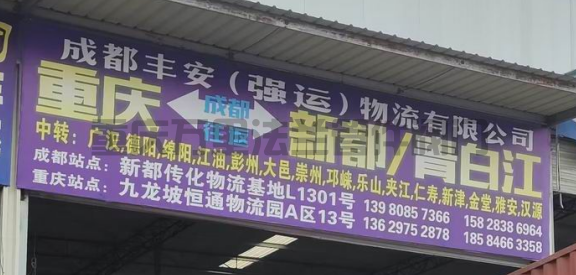 成都丰安(强运)物流有限公司
重庆 成都往返 新都/青白江
中转：广汉,德阳,绵阳,江油,彭州,大邑,崇州,邛崃,乐山,夹江,仁寿,新津,金堂,雅安,汉源
成都站点：新都传化物流基地L1301号 139 8085 7366 158 2838 6964
重庆站点：九龙坡恒通物流园A区13号 136 2975 2878 185 8466 3358